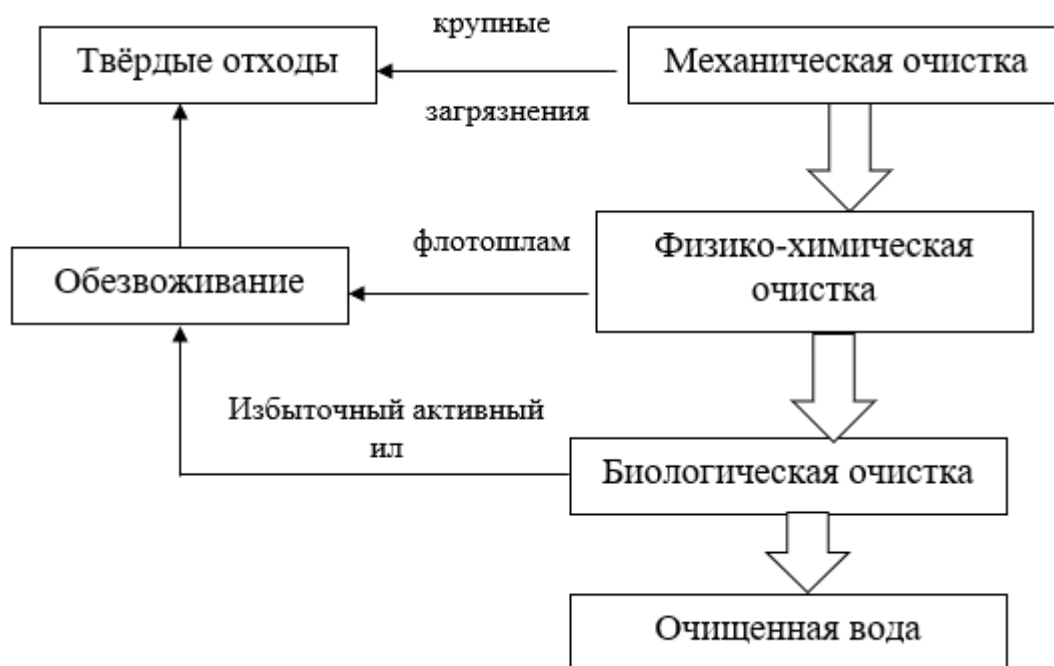 крупные
Твёрдые отходы
Механическая очистка
загрязнения
флотошлам
Физико-химическая
очистка
Обезвоживание
Избыточный активный
ил
Биологическая очистка
Очищенная вода